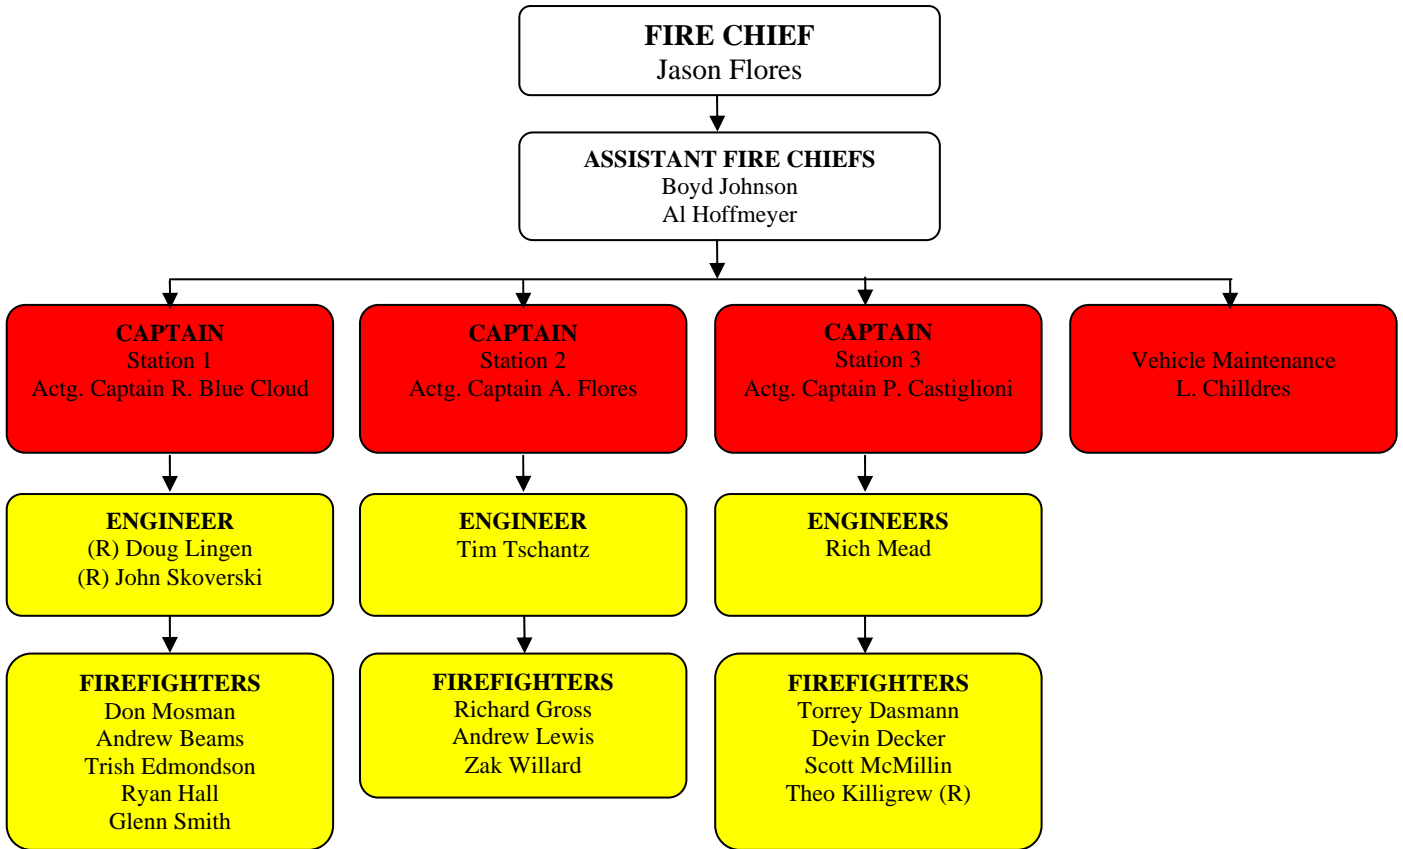 FIRE CHIEF
Jason Flores
ASSISTANT FIRE CHIEFS
Boyd Johnson
Al Hoffmeyer
CAPTAIN
Station 1
Actg. Captain R. Blue Cloud
CAPTAIN
Station 2
Actg. Captain A. Flores
CAPTAIN
Station 3
Actg. Captain P. Castiglioni
Vehicle Maintenance
L. Chilldres
ENGINEER
(R) Doug Lingen
(R) John Skoverski
ENGINEER
Tim Tschantz
ENGINEERS
Rich Mead
FIREFIGHTERS
Don Mosman
Andrew Beams
Trish Edmondson
Ryan Hall
Glenn Smith
FIREFIGHTERS
Richard Gross
Andrew Lewis
Zak Willard
FIREFIGHTERS
Torrey Dasmann
Devin Decker
Scott McMillin
Theo Killigrew (R)